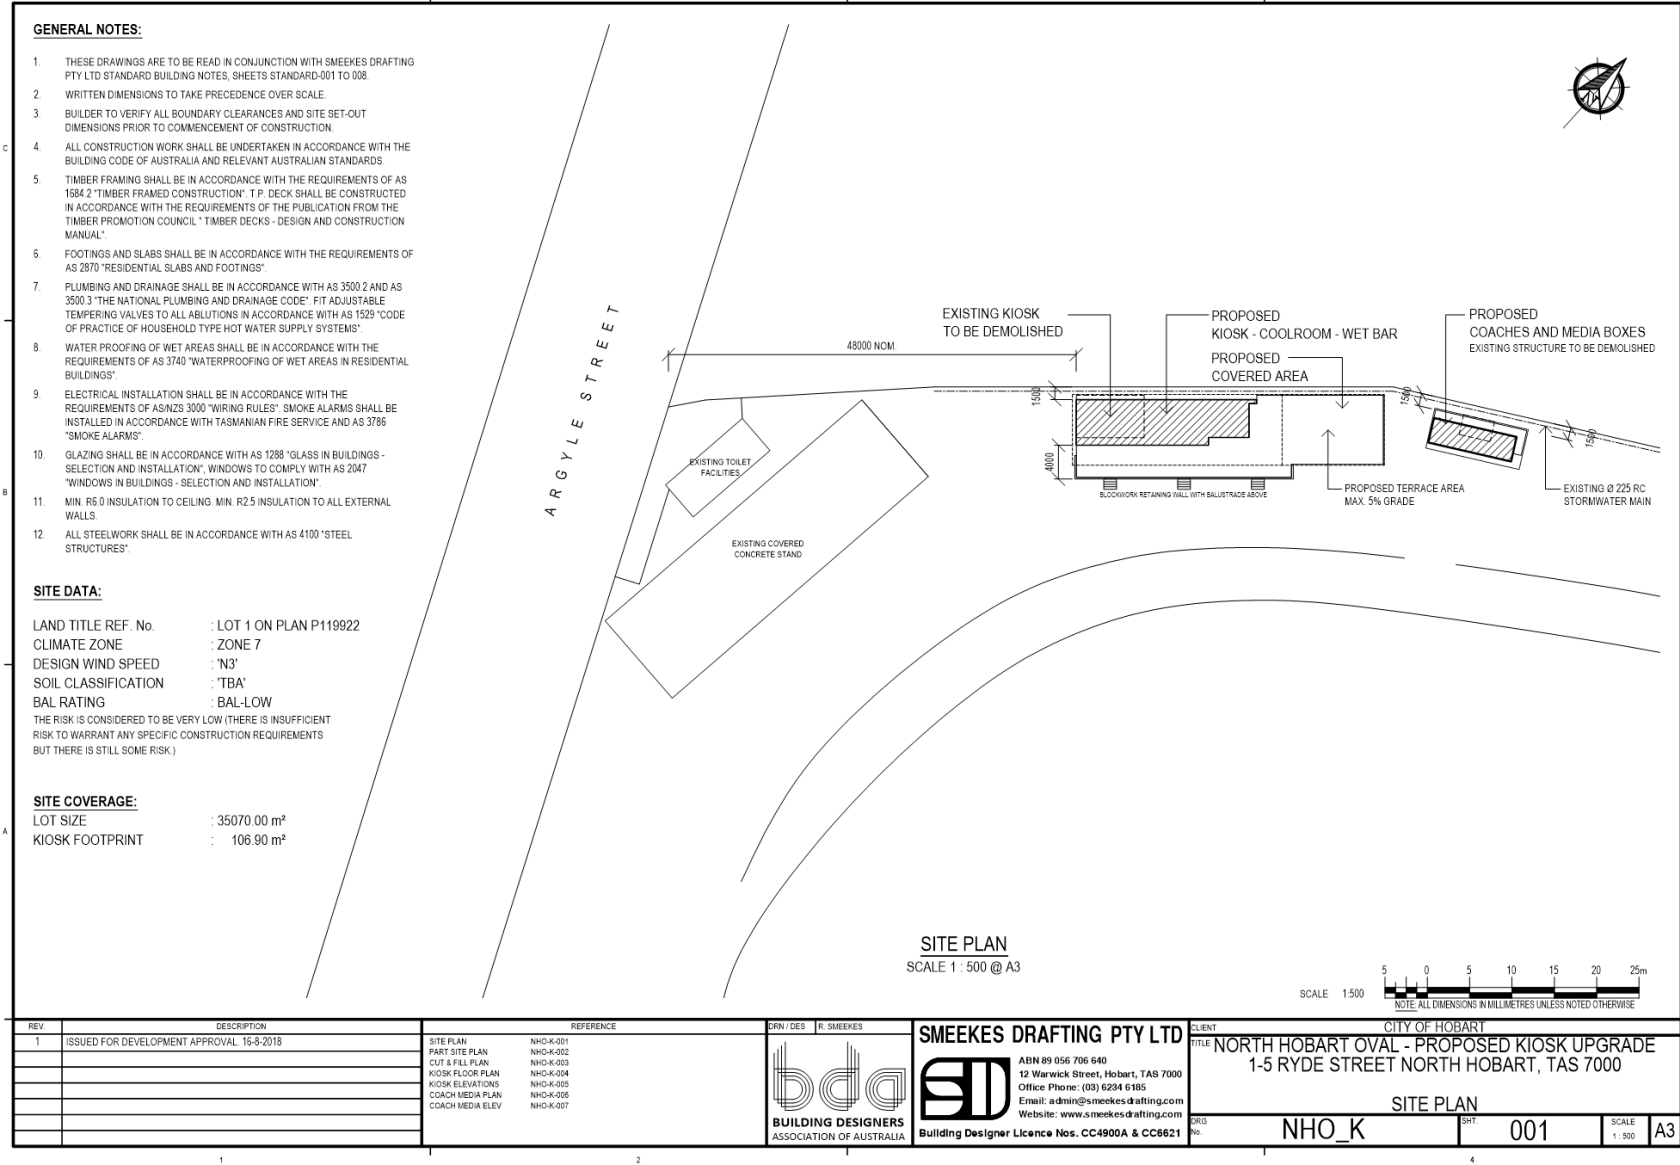 GENERAL NOTES:
1. THESE DRAWINGS ARE TO BE READ IN CONJUNCTION WITH SMEEKES DRAFTING
PTY LTD STANDARD BUILDING NOTES, SHEETS STANDARD-001 TO 008.
2. WRITTEN DIMENSIONS TO TAKE PRECEDENCE OVER SCALE.
3. BUILDER TO VERIFY ALL BOUNDARY CLEARANCES AND SITE SET-OUT
DIMENSIONS PRIOR TO COMMENCEMENT OF CONSTRUCTION.
4. ALL CONSTRUCTION WORK SHALL BE UNDERTAKEN IN ACCORDANCE WITH THE
BUILDING CODE OF AUSTRALIA AND RELEVANT AUSTRALIAN STANDARDS.
5. TIMBER FRAMING SHALL BE IN ACCORDANCE WITH THE REQUIREMENTS OF AS
1684.2 "TIMBER FRAMED CONSTRUCTION". T.P. DECK SHALL BE CONSTRUCTED
IN ACCORDANCE WITH THE REQUIREMENTS OF THE PUBLICATION FROM THE
TIMBER PROMOTION COUNCIL " TIMBER DECKS - DESIGN AND CONSTRUCTION
MANUAL".
6. FOOTINGS AND SLABS SHALL BE IN ACCORDANCE WITH THE REQUIREMENTS OF
AS 2870 "RESIDENTIAL SLABS AND FOOTINGS".
7. PLUMBING AND DRAINAGE SHALL BE IN ACCORDANCE WITH AS 3500.2 AND AS
3500.3 "THE NATIONAL PLUMBING AND DRAINAGE CODE". FIT ADJUSTABLE
TEMPERING VALVES TO ALL ABLUTIONS IN ACCORDANCE WITH AS 1529 "CODE
OF PRACTICE OF HOUSEHOLD TYPE HOT WATER SUPPLY SYSTEMS".
8. WATER PROOFING OF WET AREAS SHALL BE IN ACCORDANCE WITH THE
REQUIREMENTS OF AS 3740 "WATERPROOFING OF WET AREAS IN RESIDENTIAL
BUILDINGS".
9. ELECTRICAL INSTALLATION SHALL BE IN ACCORDANCE WITH THE
REQUIREMENTS OF AS/NZS 3000 "WIRING RULES". SMOKE ALARMS SHALL BE
INSTALLED IN ACCORDANCE WITH TASMANIAN FIRE SERVICE AND AS 3786
"SMOKE ALARMS".
10. GLAZING SHALL BE IN ACCORDANCE WITH AS 1288 "GLASS IN BUILDINGS -
SELECTION AND INSTALLATION", WINDOWS TO COMPLY WITH AS 2047
"WINDOWS IN BUILDINGS - SELECTION AND INSTALLATION".
11. MIN. R6.0 INSULATION TO CEILING. MIN. R2.5 INSULATION TO ALL EXTERNAL
WALLS.
12. ALL STEELWORK SHALL BE IN ACCORDANCE WITH AS 4100 "STEEL
STRUCTURES".
SITE DATA:
LAND TITLE REF. No. : LOT 1 ON PLAN P119922
CLIMATE ZONE : ZONE 7
DESIGN WIND SPEED : 'N3'
SOIL CLASSIFICATION : 'TBA'
BAL RATING : BAL-LOW
THE RISK IS CONSIDERED TO BE VERY LOW (THERE IS INSUFFICIENT
RISK TO WARRANT ANY SPECIFIC CONSTRUCTION REQUIREMENTS
BUT THERE IS STILL SOME RISK.)
SITE COVERAGE:
LOT SIZE : 35070.00 m²
KIOSK FOOTPRINT : 106.90 m²
C
B
A
ARGYLE STREET
EXISTING TOILET
FACILITIES
EXISTING COVERED
CONCRETE STAND
48000 NOM.
EXISTING KIOSK
TO BE DEMOLISHED
PROPOSED
KIOSK - COOLROOM - WET BAR
PROPOSED
COVERED AREA
PROPOSED
COACHES AND MEDIA BOXES
EXISTING STRUCTURE TO BE DEMOLISHED
1500
4000
1500
1500
BLOCKWORK RETAINING WALL WITH BALUSTRADE ABOVE
PROPOSED TERRACE AREA
MAX. 5% GRADE
EXISTING Ø 225 RC
STORMWATER MAIN
N
SITE PLAN
SCALE 1 : 500 @ A3
SCALE 1:500
5 0 5 10 15 20 25m
NOTE: ALL DIMENSIONS IN MILLIMETRES UNLESS NOTED OTHERWISE
REV. DESCRIPTION
1 ISSUED FOR DEVELOPMENT APPROVAL. 16-8-2018
REFERENCE
SITE PLAN NHO-K-001
PART SITE PLAN NHO-K-002
CUT & FILL PLAN NHO-K-003
KIOSK FLOOR PLAN NHO-K-004
KIOSK ELEVATIONS NHO-K-005
COACH MEDIA PLAN NHO-K-006
COACH MEDIA ELEV NHO-K-007
DRN / DES R. SMEEKES
bda
BUILDING DESIGNERS
ASSOCIATION OF AUSTRALIA
SMEEKES DRAFTING PTY LTD
SD
ABN 89 056 706 640
12 Warwick Street, Hobart, TAS 7000
Office Phone: (03) 6234 6185
Email: admin@smeekesdrafting.com
Website: www.smeekesdrafting.com
Building Designer Licence Nos. CC4900A & CC6621
CLIENT CITY OF HOBART
TITLE NORTH HOBART OVAL - PROPOSED KIOSK UPGRADE
1-5 RYDE STREET NORTH HOBART, TAS 7000
SITE PLAN
DRG No. NHO_K
SHT. 001
SCALE 1 : 500
A3
1 2 4